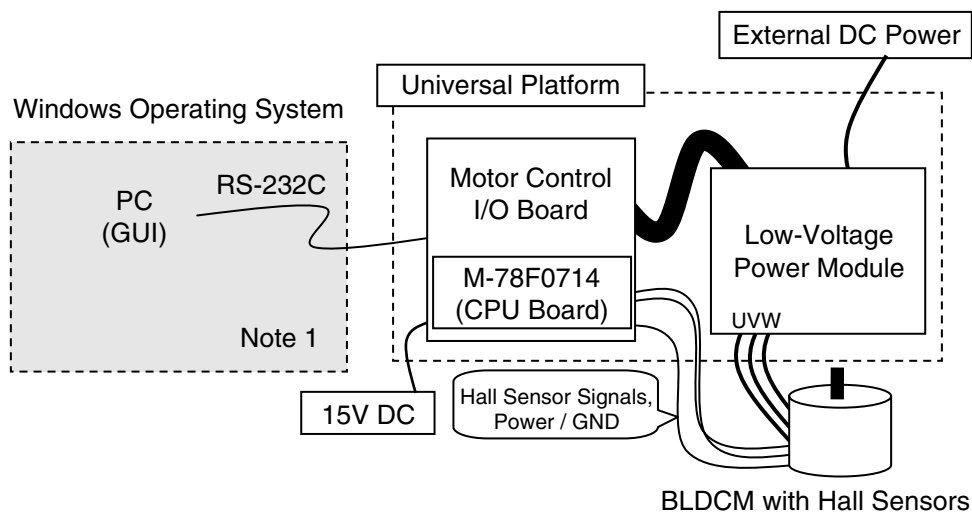 External DC Power
Universal Platform
Windows Operating System
RS-232C
PC
(GUI)
Note 1
Motor Control
I/O Board
M-78F0714
(CPU Board)
Low-Voltage
Power Module
UVW
15V DC
Hall Sensor Signals,
Power / GND
BLDCM with Hall Sensors